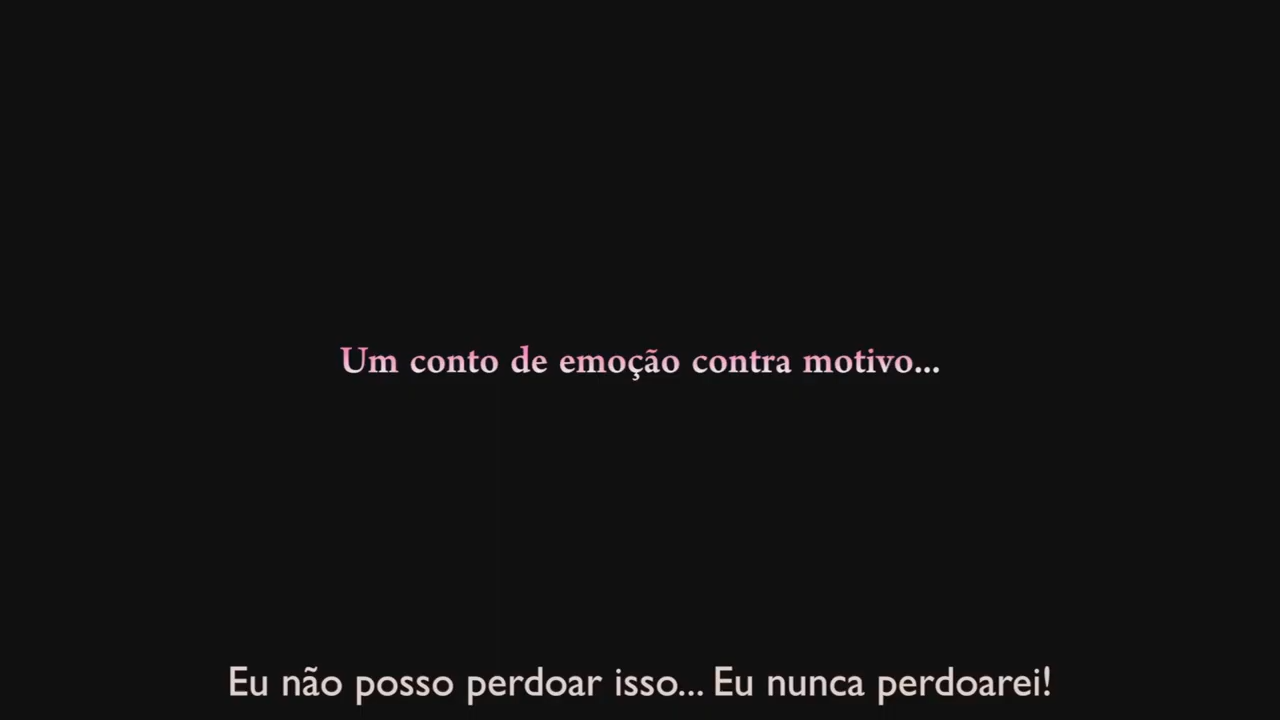 Um conto de emoção contra motivo...
Eu não posso perdoar isso... Eu nunca perdoarei!